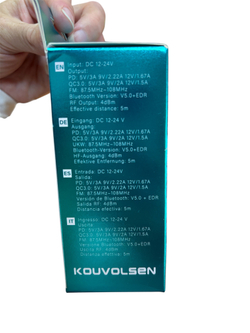 EN Input: DC 12-24V
Output:
PD: 5V/3A 9V/2.22A 12V/1.67A
QC3.0: 5V/3A 9V/2A 12V/1.5A
FM: 87.5MHz~108MHz
Bluetooth Version: V5.0+EDR
RF Output: 4dBm
Effective distance: 5m
DE Eingang: DC 12-24 V
Ausgang:
PD: 5V/3A 9V/2.22A 12V/1.67A
QC3.0: 5V/3A 9V/2A 12V/1.5A
UKW: 87.5MHz~108MHz
Bluetooth-Version: V5.0+EDR
HF-Ausgang: 4dBm
Effektive Entfernung: 5m
ES Entrada: DC 12-24 V
Salida:
PD: 5V/3A 9V/2.22A 12V/1.67A
QC3.0: 5V/3A 9V/2A 12V/1.5A
FM: 87.5MHz~108MHz
Versión de Bluetooth: V5.0 + EDR
Salida RF: 4dBm
Distancia efectiva: 5m
IT Ingresso: DC 12-24 V
Uscita:
PD: 5V/3A 9V/2.22A 12V/1.67A
QC3.0: 5V/3A 9V/2A 12V/1.5A
FM: 87.5MHz~108MHz
Versione Bluetooth: V5.0+EDR
Uscita RF: 4dBm
Distanza effettiva: 5m
KOUVOLSEN